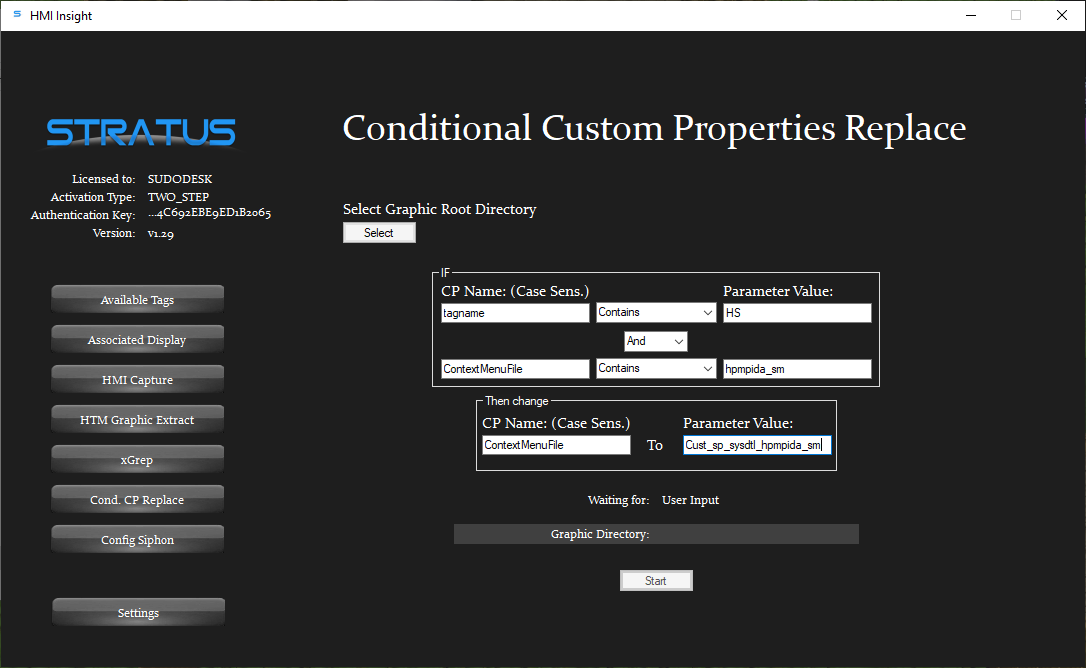 HMI Insight
STRATUS
Licensed to: SUDODESK
Activation Type: TWO_STEP
Authentication Key: ...4C692EBE9ED1B2065
Version: v1.29
Available Tags
Associated Display
HMI Capture
HTM Graphic Extract
xGrep
Cond. CP Replace
Config Siphon
Settings
Conditional Custom Properties Replace
Select Graphic Root Directory
Select
IF
CP Name: (Case Sens.) Parameter Value:
tagname Contains HS
And
ContextMenuFile Contains hpmpida_sm
Then change
CP Name: (Case Sens.) Parameter Value:
ContextMenuFile To Cust_sp_sysdtl_hpmpida_sm
Waiting for: User Input
Graphic Directory:
Start